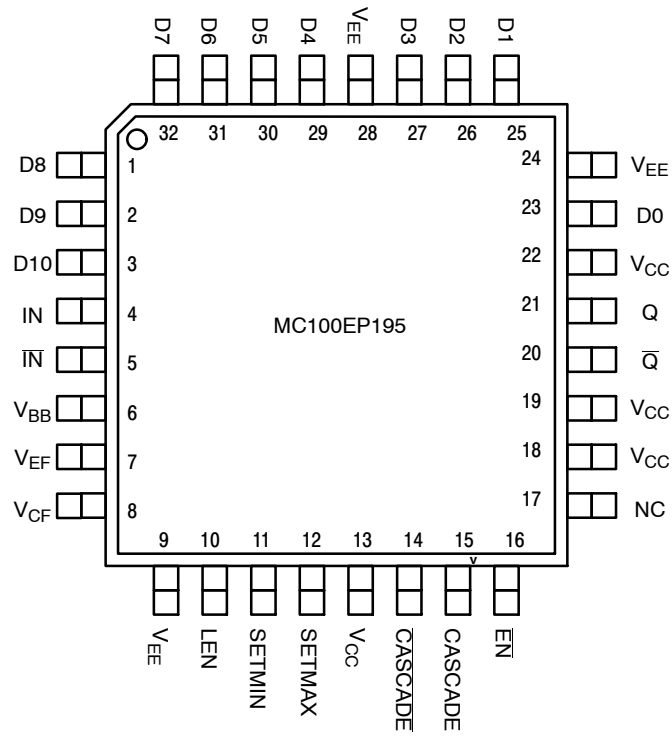 D7 D6 D5 D4 VEE D3 D2 D1
32 31 30 29 28 27 26 25
D8 1 24 VEE
D9 2 23 D0
D10 3 22 VCC
IN 4 21 Q
MC100EP195
I̅N̅ 5 20 Q̅
VBB 6 19 VCC
VEF 7 18 VCC
VCF 8 17 NC
9 10 11 12 13 14 15 16
v
VEE LEN SETMIN SETMAX VCC C̅A̅S̅C̅A̅D̅E̅ CASCADE E̅N̅